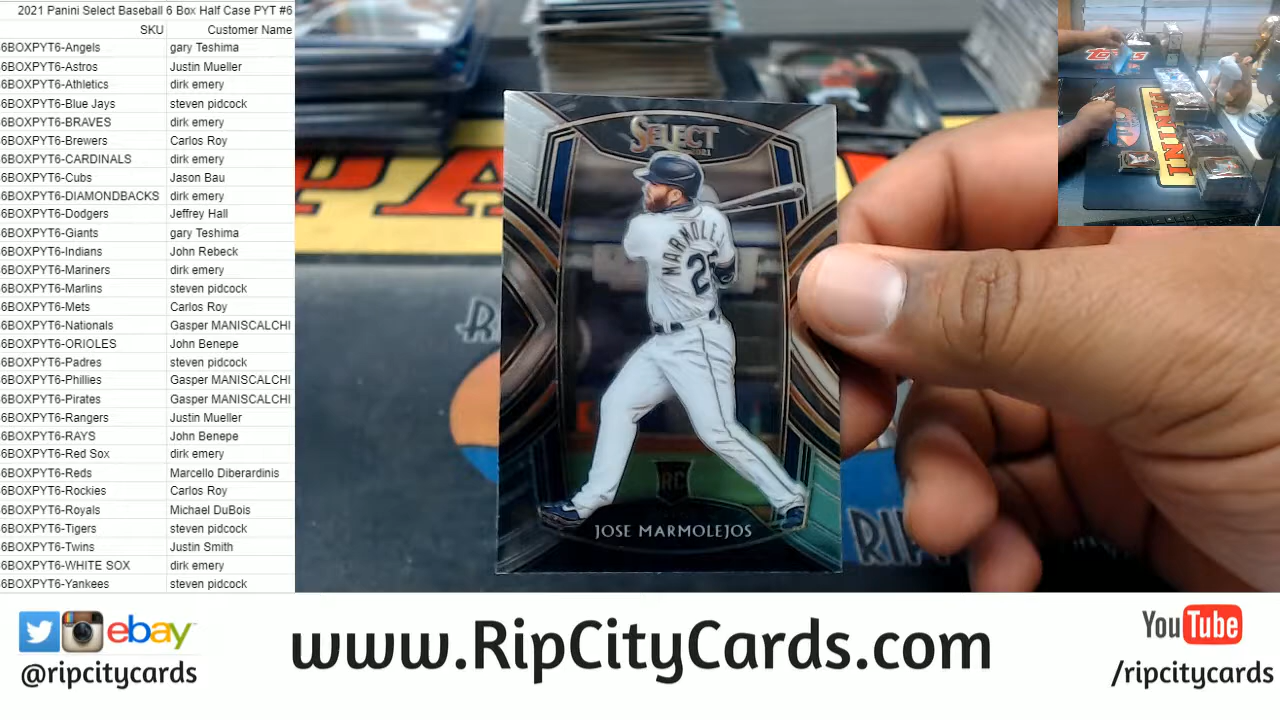 2021 Panini Select Baseball 6 Box Half Case PYT #6
SKU Customer Name
6BOXPYT6-Angels gary Teshima
6BOXPYT6-Astros Justin Mueller
6BOXPYT6-Athletics dirk emery
6BOXPYT6-Blue Jays steven pidcock
6BOXPYT6-BRAVES dirk emery
6BOXPYT6-Brewers Carlos Roy
6BOXPYT6-CARDINALS dirk emery
6BOXPYT6-Cubs Jason Bau
6BOXPYT6-DIAMONDBACKS dirk emery
6BOXPYT6-Dodgers Jeffrey Hall
6BOXPYT6-Giants gary Teshima
6BOXPYT6-Indians John Rebeck
6BOXPYT6-Mariners dirk emery
6BOXPYT6-Marlins steven pidcock
6BOXPYT6-Mets Carlos Roy
6BOXPYT6-Nationals Gasper MANISCALCHI
6BOXPYT6-ORIOLES John Benepe
6BOXPYT6-Padres steven pidcock
6BOXPYT6-Phillies Gasper MANISCALCHI
6BOXPYT6-Pirates Gasper MANISCALCHI
6BOXPYT6-Rangers Justin Mueller
6BOXPYT6-RAYS John Benepe
6BOXPYT6-Red Sox dirk emery
6BOXPYT6-Reds Marcello Diberardinis
6BOXPYT6-Rockies Carlos Roy
6BOXPYT6-Royals Michael DuBois
6BOXPYT6-Tigers steven pidcock
6BOXPYT6-Twins Justin Smith
6BOXPYT6-WHITE SOX dirk emery
6BOXPYT6-Yankees steven pidcock
SELECT
MARMOLE
2
RC
JOSE MARMOLEJOS
PA
R
RIP
TOPPS
PANINI
ebay
@ripcitycards
www.RipCityCards.com
YouTube
/ripcitycards